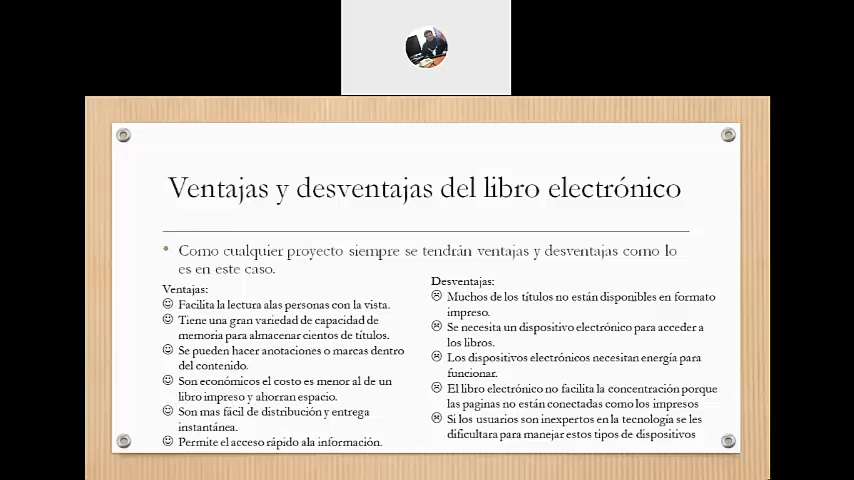 Ventajas y desventajas del libro electrónico
• Como cualquier proyecto siempre se tendrán ventajas y desventajas como lo
es en este caso.
Ventajas:
☺ Facilita la lectura alas personas con la vista.
☺ Tiene una gran variedad de capacidad de
memoria para almacenar cientos de títulos.
☺ Se pueden hacer anotaciones o marcas dentro
del contenido.
☺ Son económicos el costo es menor al de un
libro impreso y ahorran espacio.
☺ Son mas fácil de distribución y entrega
instantánea.
☺ Permite el acceso rápido ala información.
Desventajas:
☹ Muchos de los títulos no están disponibles en formato
impreso.
☹ Se necesita un dispositivo electrónico para acceder a
los libros.
☹ Los dispositivos electrónicos necesitan energía para
funcionar.
☹ El libro electrónico no facilita la concentración porque
las paginas no están conectadas como los impresos
☹ Si los usuarios son inexpertos en la tecnología se les
dificultara para manejar estos tipos de dispositivos